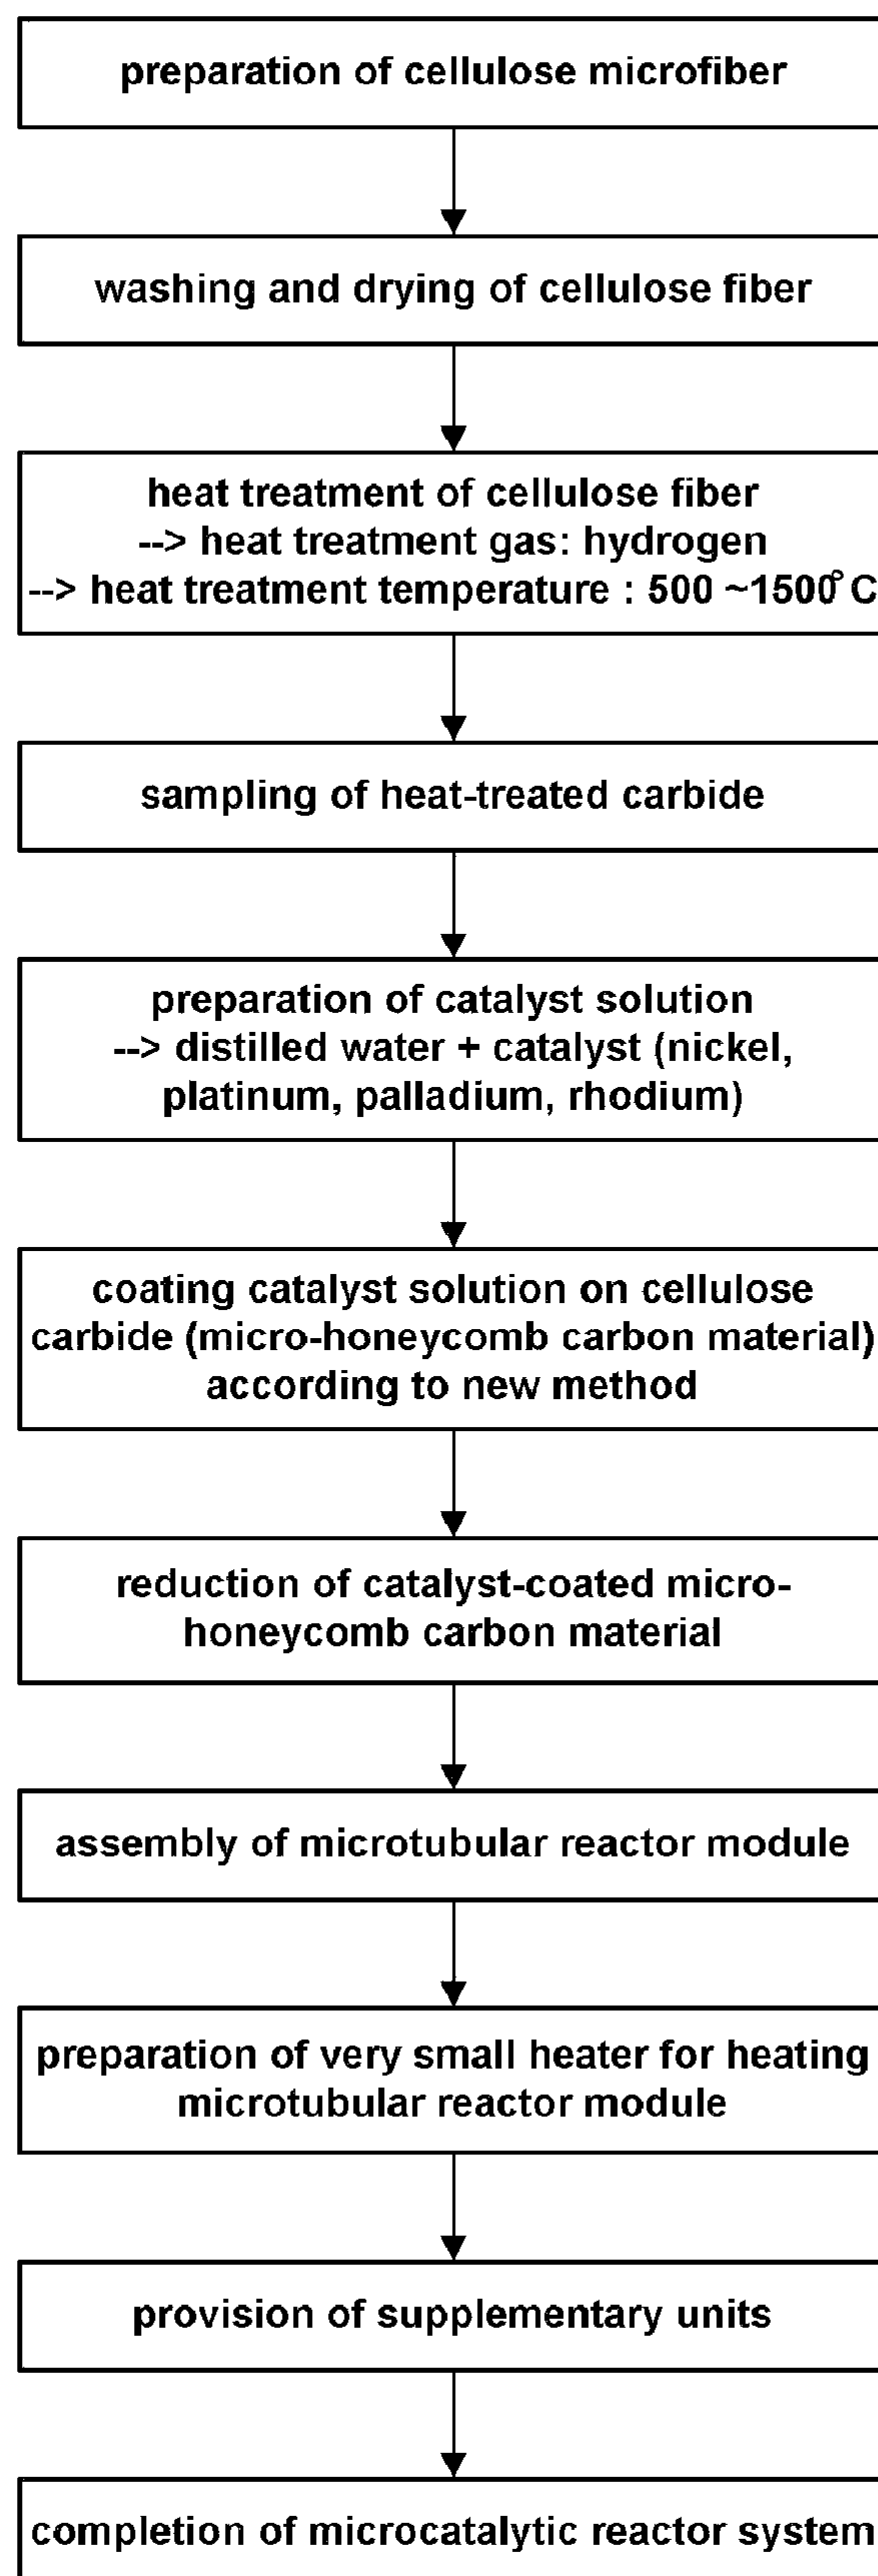 preparation of cellulose microfiber
washing and drying of cellulose fiber
heat treatment of cellulose fiber
--> heat treatment gas: hydrogen
--> heat treatment temperature : 500 ~1500°C
sampling of heat-treated carbide
preparation of catalyst solution
--> distilled water + catalyst (nickel,
platinum, palladium, rhodium)
coating catalyst solution on cellulose
carbide (micro-honeycomb carbon material)
according to new method
reduction of catalyst-coated micro-
honeycomb carbon material
assembly of microtubular reactor module
preparation of very small heater for heating
microtubular reactor module
provision of supplementary units
completion of microcatalytic reactor system